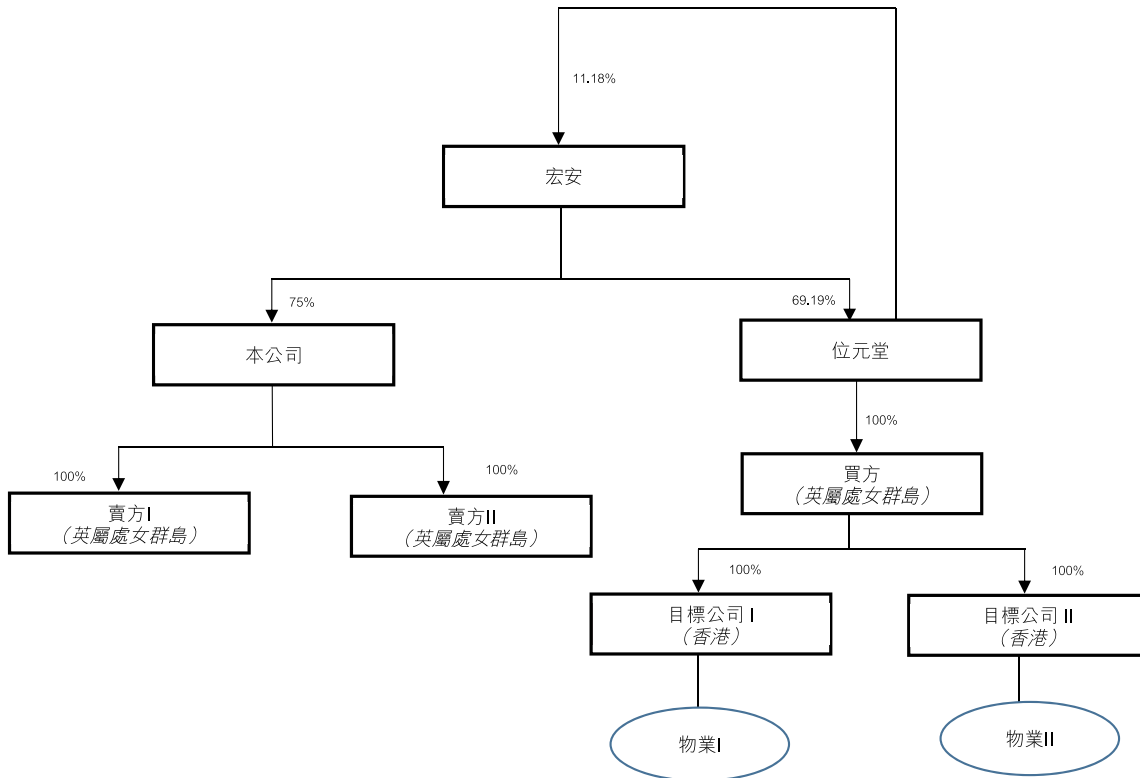 11.18%
宏安
75%
69.19%
本公司
位元堂
100%
100%
100%
賣方I
(英屬處女群島)
賣方II
(英屬處女群島)
買方
(英屬處女群島)
100%
100%
目標公司 I
(香港)
目標公司 II
(香港)
物業I
物業II